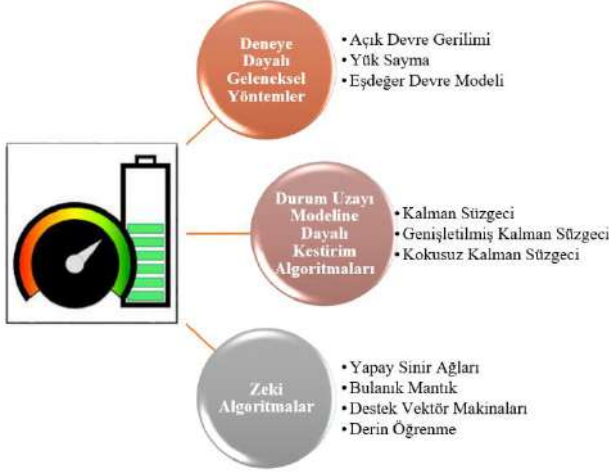 Deneye
Dayalı
Geleneksel
Yöntemler
• Açık Devre Gerilimi
• Yük Sayma
• Eşdeğer Devre Modeli
Durum Uzayı
Modeline
Dayalı
Kestirim
Algoritmaları
• Kalman Süzgeci
• Genişletilmiş Kalman Süzgeci
• Kokusuz Kalman Süzgeci
Zeki
Algoritmalar
• Yapay Sinir Ağları
• Bulanık Mantık
• Destek Vektör Makinaları
• Derin Öğrenme